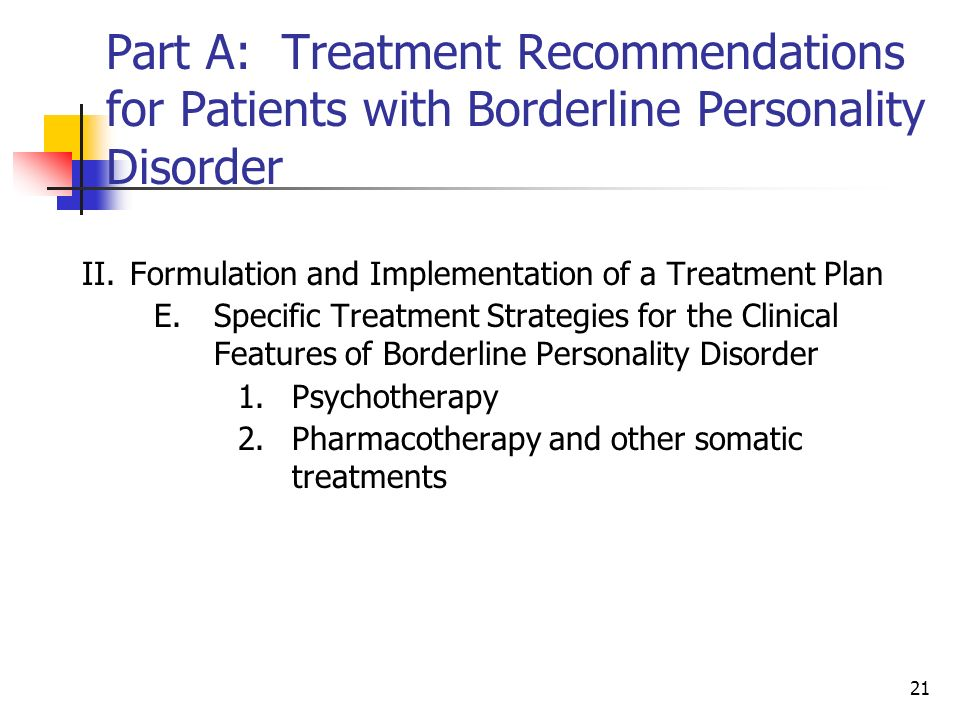 Part A: Treatment Recommendations
for Patients with Borderline Personality
Disorder
II. Formulation and Implementation of a Treatment Plan
E. Specific Treatment Strategies for the Clinical
Features of Borderline Personality Disorder
1. Psychotherapy
2. Pharmacotherapy and other somatic
treatments
21